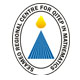 SEAMEO REGIONAL CENTRE FOR QITEP IN MATHEMATICS